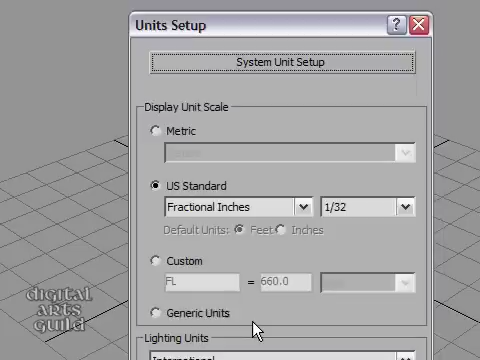 Units Setup
System Unit Setup
Display Unit Scale
Metric
US Standard
Fractional Inches 1/32
Default Units: Feet Inches
Custom
FL = 660.0
Generic Units
Lighting Units
International
digital
arts
guild